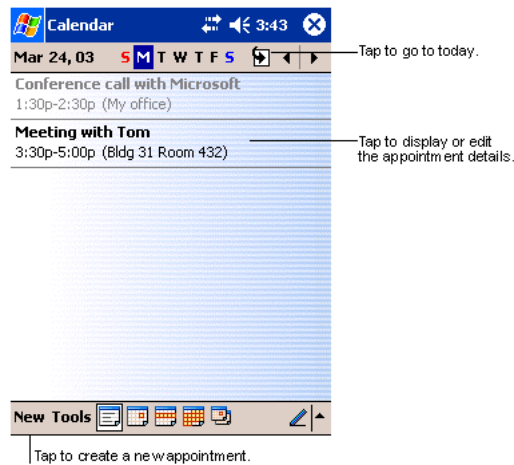 Calendar 3:43
Mar 24, 03 S M T W T F S
Tap to go to today.
Conference call with Microsoft
1:30p-2:30p (My office)
Meeting with Tom
3:30p-5:00p (Bldg 31 Room 432)
Tap to display or edit
the appointment details.
New Tools
Tap to create a new appointment.